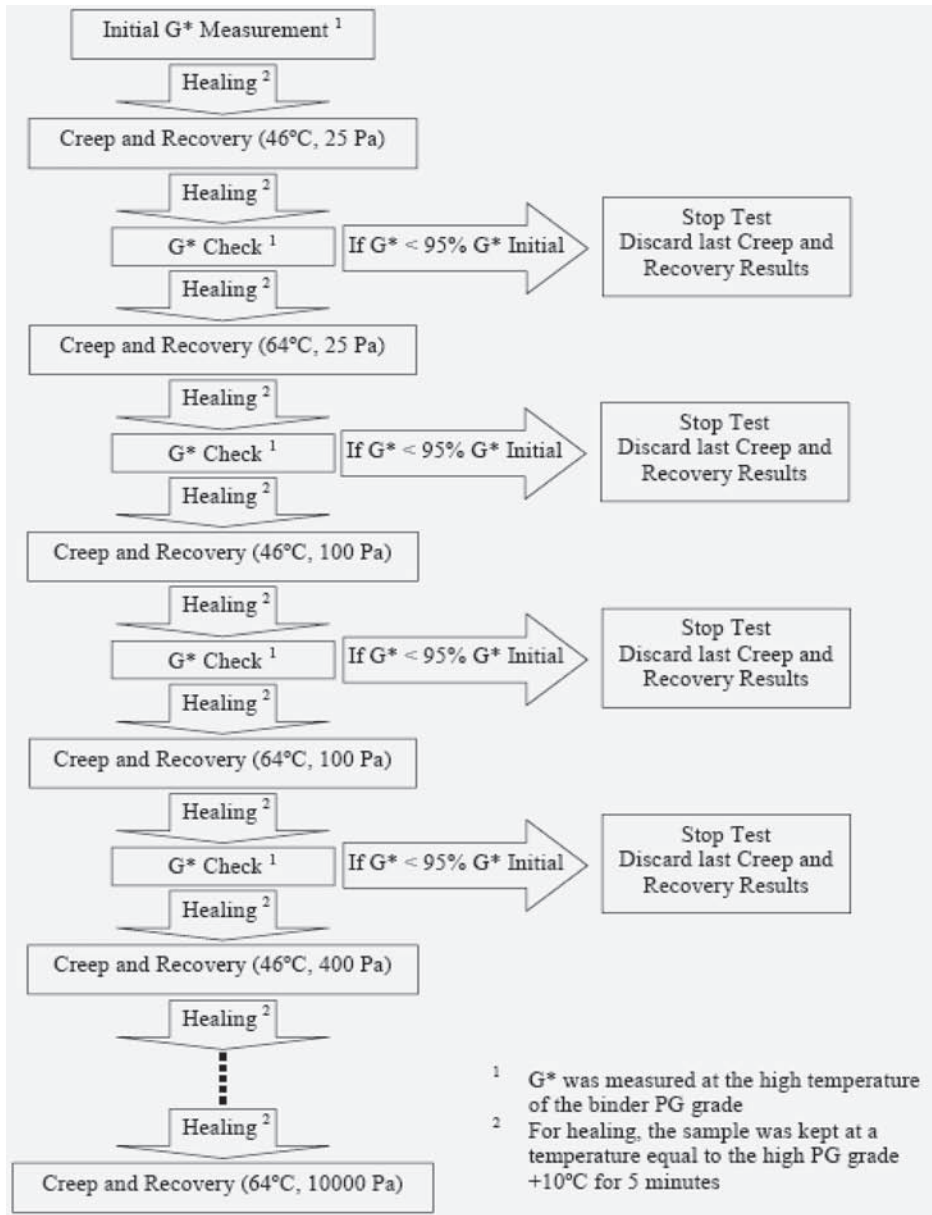 Initial G* Measurement ¹
Healing ²
Creep and Recovery (46°C, 25 Pa)
Healing ²
G* Check ¹
If G* < 95% G* Initial
Stop Test
Discard last Creep and
Recovery Results
Healing ²
Creep and Recovery (64°C, 25 Pa)
Healing ²
G* Check ¹
If G* < 95% G* Initial
Stop Test
Discard last Creep and
Recovery Results
Healing ²
Creep and Recovery (46°C, 100 Pa)
Healing ²
G* Check ¹
If G* < 95% G* Initial
Stop Test
Discard last Creep and
Recovery Results
Healing ²
Creep and Recovery (64°C, 100 Pa)
Healing ²
G* Check ¹
If G* < 95% G* Initial
Stop Test
Discard last Creep and
Recovery Results
Healing ²
Creep and Recovery (46°C, 400 Pa)
Healing ²
Healing ²
Creep and Recovery (64°C, 10000 Pa)
¹ G* was measured at the high temperature
of the binder PG grade
² For healing, the sample was kept at a
temperature equal to the high PG grade
+10°C for 5 minutes